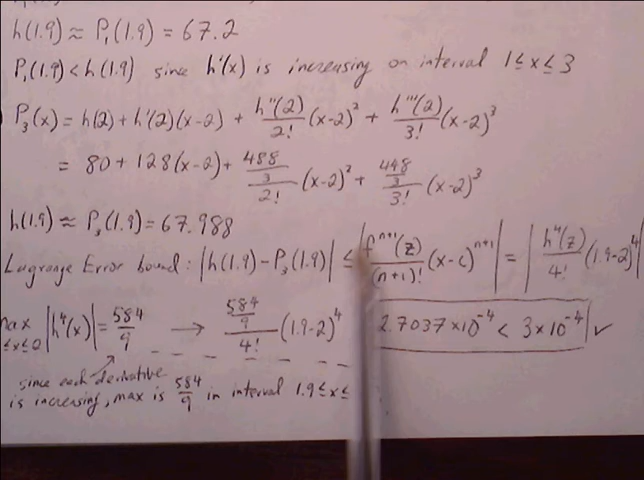 h(1.9) ≈ P₁(1.9) = 67.2
P₁(1.9) < h(1.9) since h'(x) is increasing on interval 1≤x≤3
P₃(x) = h(2) + h'(2)(x-2) + h''(2)/2! (x-2)² + h'''(2)/3! (x-2)³
= 80 + 128(x-2) + (488/3)/2! (x-2)² + (448/3)/3! (x-2)³
h(1.9) ≈ P₃(1.9) = 67.988
Lagrange Error bound: |h(1.9) - P₃(1.9)| ≤ |f^(n+1)(z)/(n+1)! (x-c)^(n+1)| = |h⁴(z)/4! (1.9-2)⁴|
max ≤x≤ |h⁴(x)| = 584/9 → (584/9)/4! (1.9-2)⁴ 2.7037×10⁻⁴ < 3×10⁻⁴ ✓
since each derivative
is increasing, max is 584/9 in interval 1.9≤x≤